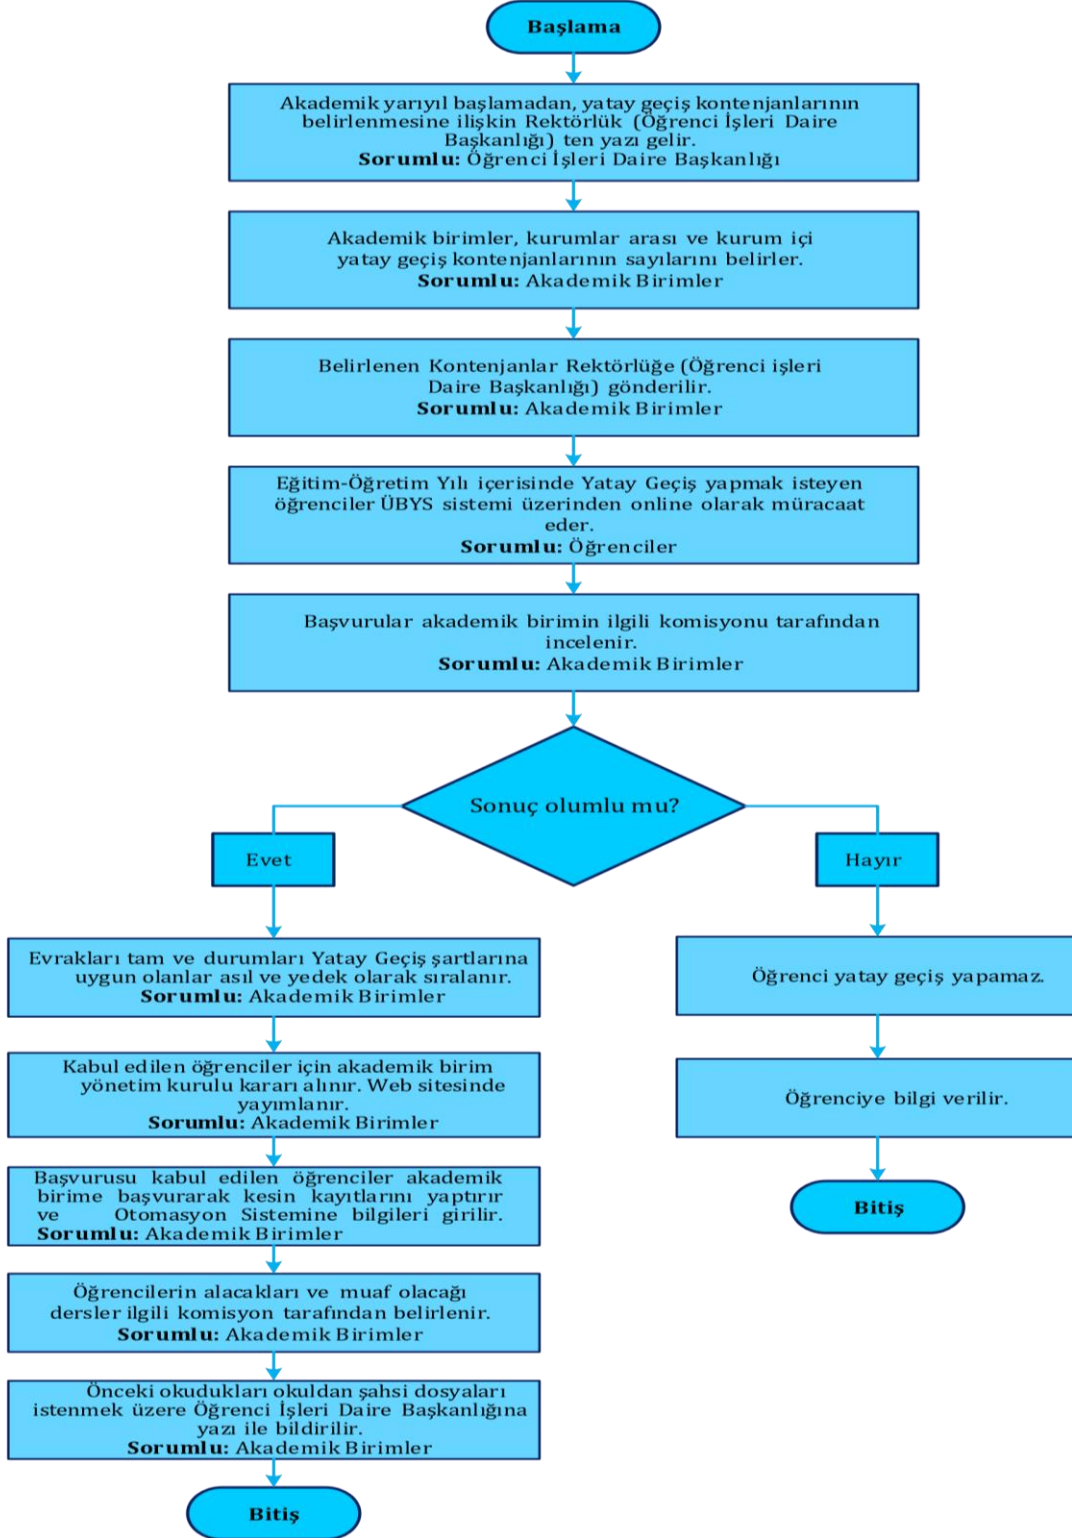 Başlama
Akademik yarıyıl başlamadan, yatay geçiş kontenjanlarının
belirlenmesine ilişkin Rektörlük (Öğrenci İşleri Daire
Başkanlığı) ten yazı gelir.
Sorumlu: Öğrenci İşleri Daire Başkanlığı
Akademik birimler, kurumlar arası ve kurum içi
yatay geçiş kontenjanlarının sayılarını belirler.
Sorumlu: Akademik Birimler
Belirlenen Kontenjanlar Rektörlüğe (Öğrenci işleri
Daire Başkanlığı) gönderilir.
Sorumlu: Akademik Birimler
Eğitim-Öğretim Yılı içerisinde Yatay Geçiş yapmak isteyen
öğrenciler ÜBYS sistemi üzerinden online olarak müracaat
eder.
Sorumlu: Öğrenciler
Başvurular akademik birimin ilgili komisyonu tarafından
incelenir.
Sorumlu: Akademik Birimler
Sonuç olumlu mu?
Evet
Evrakları tam ve durumları Yatay Geçiş şartlarına
uygun olanlar asıl ve yedek olarak sıralanır.
Sorumlu: Akademik Birimler
Kabul edilen öğrenciler için akademik birim
yönetim kurulu kararı alınır. Web sitesinde
yayımlanır.
Sorumlu: Akademik Birimler
Başvurusu kabul edilen öğrenciler akademik
birime başvurarak kesin kayıtlarını yaptırır
ve Otomasyon Sistemine bilgileri girilir.
Sorumlu: Akademik Birimler
Öğrencilerin alacakları ve muaf olacağı
dersler ilgili komisyon tarafından belirlenir.
Sorumlu: Akademik Birimler
Önceki okudukları okuldan şahsi dosyaları
istenmek üzere Öğrenci İşleri Daire Başkanlığına
yazı ile bildirilir.
Sorumlu: Akademik Birimler
Bitiş
Hayır
Öğrenci yatay geçiş yapamaz.
Öğrenciye bilgi verilir.
Bitiş